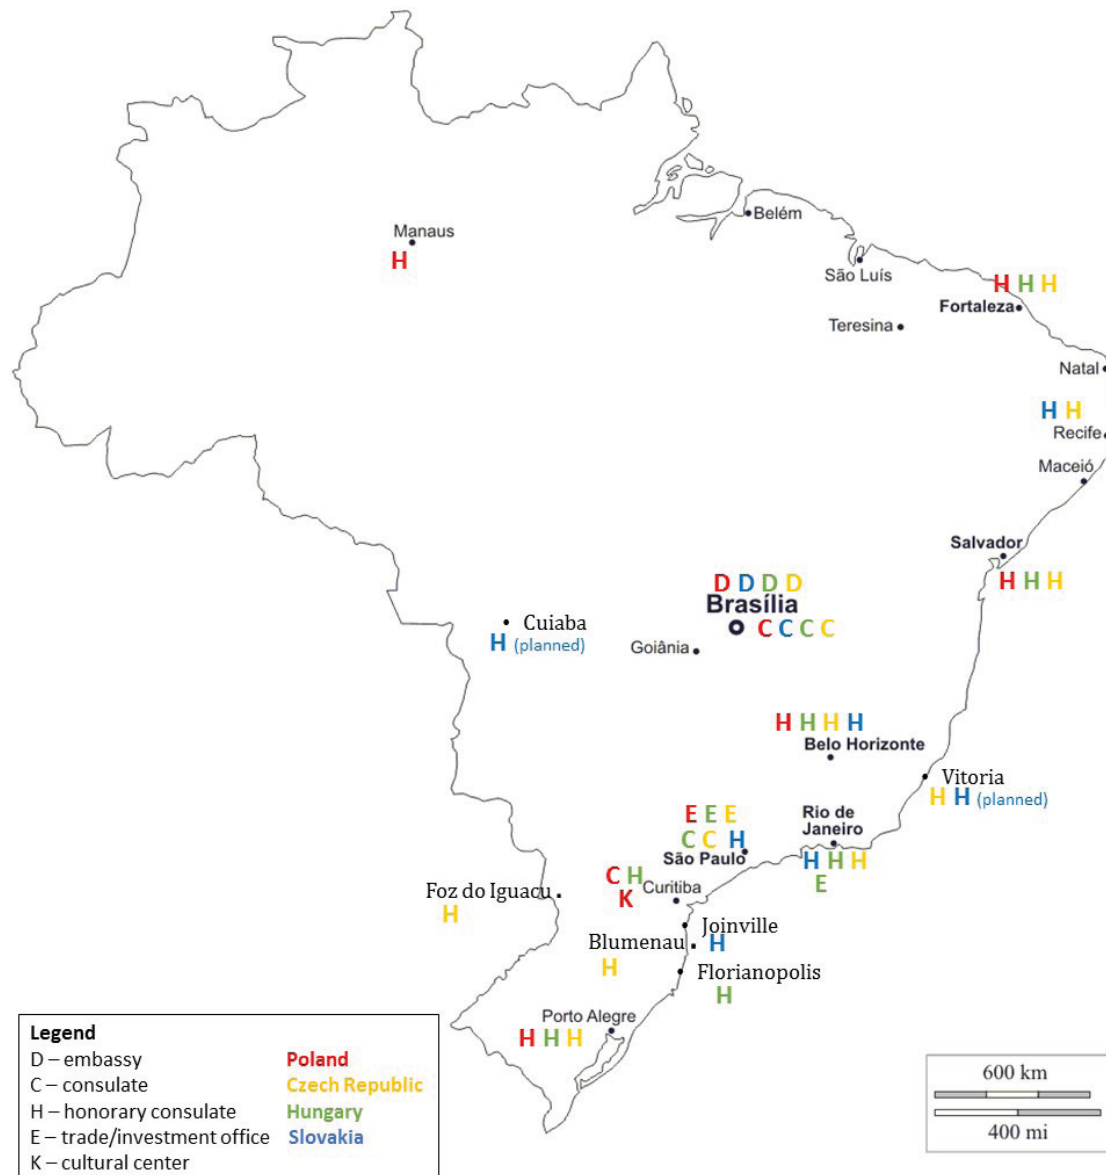 Belém
Manaus
H
São Luís
H H H
Fortaleza
Teresina
Natal
H H
Recife
Maceió
Salvador
H H H
D D D D
Brasília
C C C C
Cuiaba
H (planned)
Goiânia
H H H H
Belo Horizonte
Vitoria
H H (planned)
E E E
C C H
São Paulo
Rio de
Janeiro
H H H
E
C H
K
Curitiba
Foz do Iguacu
H
Joinville
H
Blumenau
H
Florianopolis
H
Porto Alegre
H H H
Legend
D – embassy
Poland
C – consulate
Czech Republic
H – honorary consulate
Hungary
E – trade/investment office
Slovakia
K – cultural center
600 km
400 mi